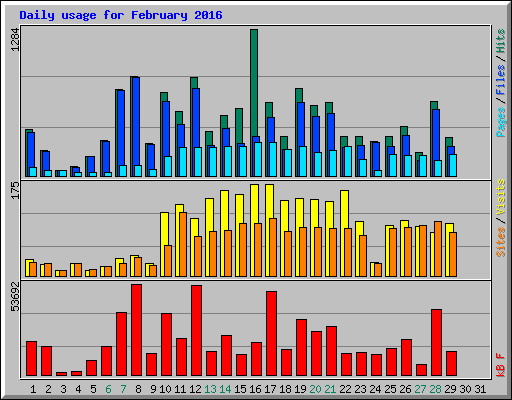 Daily usage for February 2016
1284
Pages / Files / Hits
175
Sites / Visits
53692
kB F
1 2 3 4 5 6 7 8 9 10 11 12 13 14 15 16 17 18 19 20 21 22 23 24 25 26 27 28 29 30 31